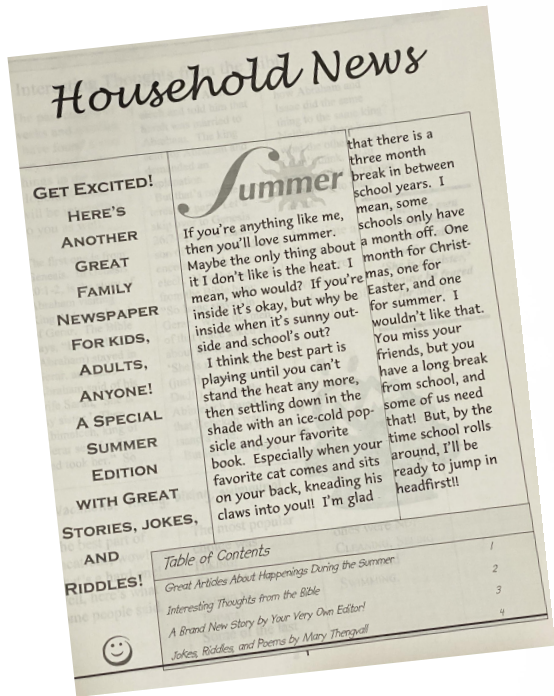 Household News
GET EXCITED!
HERE'S
ANOTHER
GREAT
FAMILY
NEWSPAPER
FOR KIDS,
ADULTS,
ANYONE!
A SPECIAL
SUMMER
EDITION
WITH GREAT
STORIES, JOKES,
AND
RIDDLES!
Summer
If you're anything like me,
then you'll love summer.
Maybe the only thing about
it I don't like is the heat. I
mean, who would? If you're
inside it's okay, but why be
inside when it's sunny out-
side and school's out?
I think the best part is
playing until you can't
stand the heat any more,
then settling down in the
shade with an ice-cold pop-
sicle and your favorite
book. Especially when your
favorite cat comes and sits
on your back, kneading his
claws into you!! I'm glad
that there is a
three month
break in between
school years. I
mean, some
schools only have
a month off. One
month for Christ-
mas, one for
Easter, and one
for summer. I
wouldn't like that.
You miss your
friends, but you
have a long break
from school, and
some of us need
that! But, by the
time school rolls
around, I'll be
ready to jump in
headfirst!!
Table of Contents
Great Articles About Happenings During the Summer 1
Interesting Thoughts from the Bible 2
A Brand New Story by Your Very Own Editor! 3
Jokes, Riddles, and Poems by Mary Thengvall 4
1